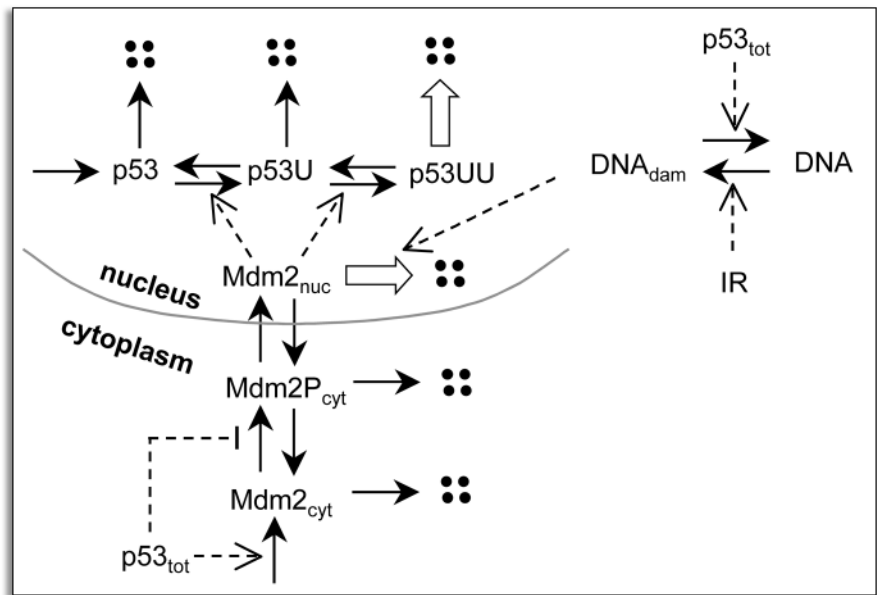 p53tot
p53
p53U
p53UU
DNAdam
DNA
Mdm2nuc
IR
nucleus
cytoplasm
Mdm2Pcyt
Mdm2cyt
p53tot